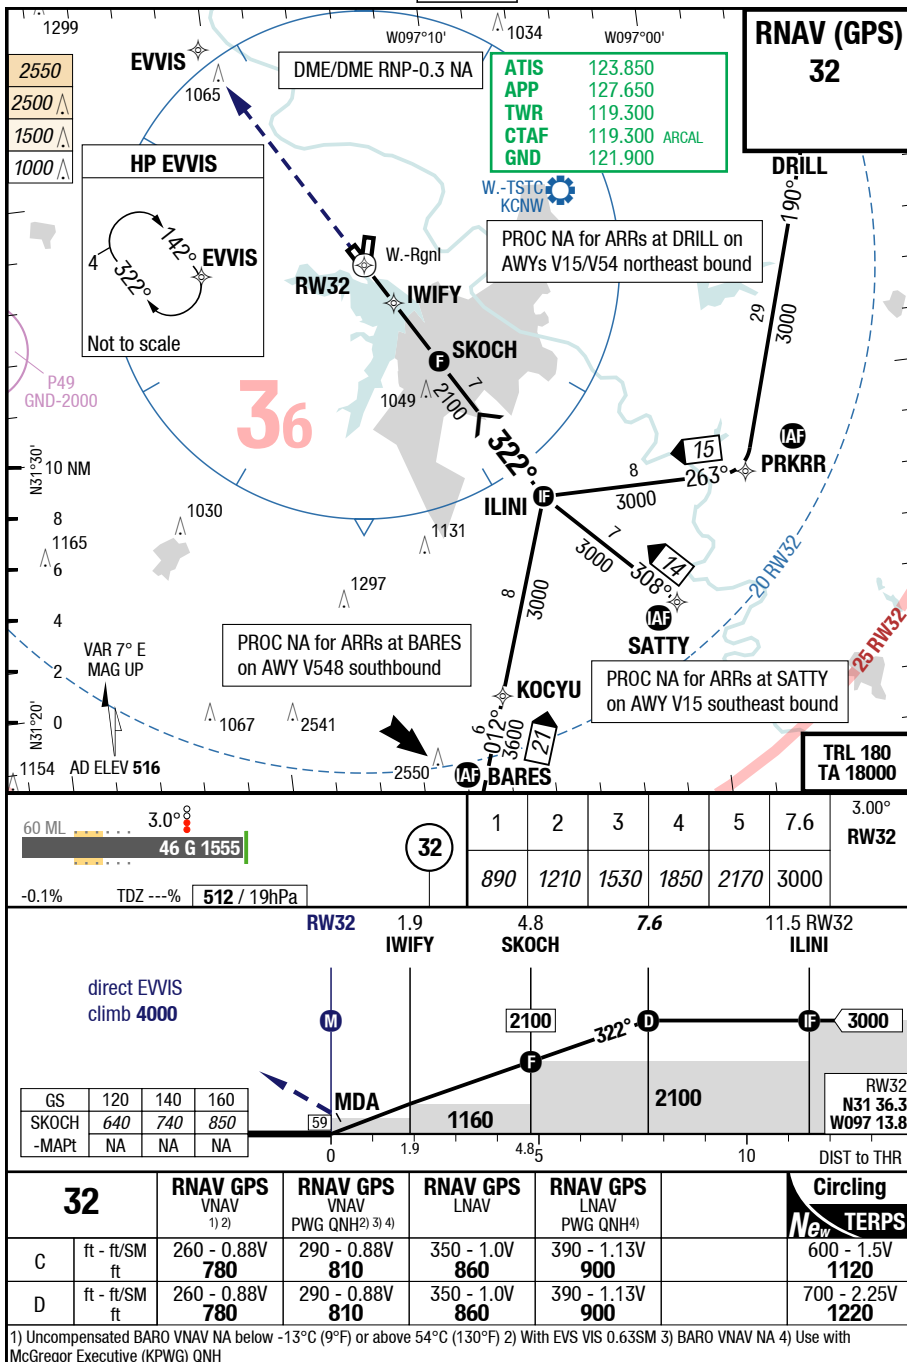 1299
W097°10'
1034
W097°00'
RNAV (GPS)
32
EVVIS
DME/DME RNP-0.3 NA
ATIS 123.850
APP 127.650
TWR 119.300
CTAF 119.300 ARCAL
GND 121.900
2550
2500
1500
1000
1065
HP EVVIS
142°
EVVIS
4
322°
Not to scale
DRILL
190°
W.-TSTC
KCNW
PROC NA for ARRs at DRILL on
AWYs V15/V54 northeast bound
W.-Rgnl
RW32
IWIFY
29
3000
SKOCH
F
7
2100
P49
GND-2000
1049
36
322°
IAF
PRKRR
15
263°
8
3000
N31°30'
10 NM
ILINI
IF
8
1030
1165
1131
7
3000
14
308°
6
1297
8
3000
20 RW32
IAF
SATTY
4
25 RW32
PROC NA for ARRs at BARES
on AWY V548 southbound
VAR 7° E
MAG UP
2
KOCYU
PROC NA for ARRs at SATTY
on AWY V15 southeast bound
N31°20'
0
1067
2541
6
012°
3600
21
1154
AD ELEV 516
2550
IAF BARES
TRL 180
TA 18000
60 ML
3.0°
46 G 1555
32
-0.1%
TDZ ---%
512 / 19hPa
1 2 3 4 5 7.6
3.00°
RW32
890 1210 1530 1850 2170 3000
RW32 1.9 4.8 7.6 11.5 RW32
IWIFY SKOCH ILINI
direct EVVIS
climb 4000
M
2100
322°
D
IF
3000
F
GS 120 140 160
SKOCH 640 740 850
-MAPt NA NA NA
59
MDA
1160
2100
RW32
N31 36.3
W097 13.8
0 1.9 4.8 5 10 DIST to THR
32
RNAV GPS
VNAV
1) 2)
RNAV GPS
VNAV
PWG QNH2) 3) 4)
RNAV GPS
LNAV
RNAV GPS
LNAV
PWG QNH4)
Circling
New TERPS
C ft - ft/SM 260 - 0.88V 290 - 0.88V 350 - 1.0V 390 - 1.13V 600 - 1.5V
ft 780 810 860 900 1120
D ft - ft/SM 260 - 0.88V 290 - 0.88V 350 - 1.0V 390 - 1.13V 700 - 2.25V
ft 780 810 860 900 1220
1) Uncompensated BARO VNAV NA below -13°C (9°F) or above 54°C (130°F) 2) With EVS VIS 0.63SM 3) BARO VNAV NA 4) Use with
McGregor Executive (KPWG) QNH